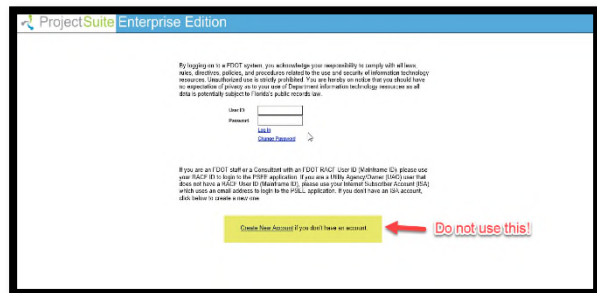 ProjectSuite Enterprise Edition
By logging on to a FDOT system, you acknowledge your responsibility to comply with all laws,
rules, directives, policies, and procedures related to the use and security of information technology
resources. Unauthorized use is strictly prohibited. You are hereby on notice that you should have
no expectation of privacy as to your use of Department information technology resources as all
data is potentially subject to Florida's public records law.
User ID
Password
Log In
Change Password
If you are an FDOT staff or a Consultant with an FDOT RACF User ID (Mainframe ID), please use
your RACF ID to login to the PSEE application. If you are a Utility Agency/Owner (UAO) user that
does not have a RACF User ID (Mainframe ID), please use your Internet Subscriber Account (ISA)
which uses an email address to login to the PSEE application. If you don't have an ISA account,
click below to create a new one
Create New Account if you don't have an account
Do not use this!